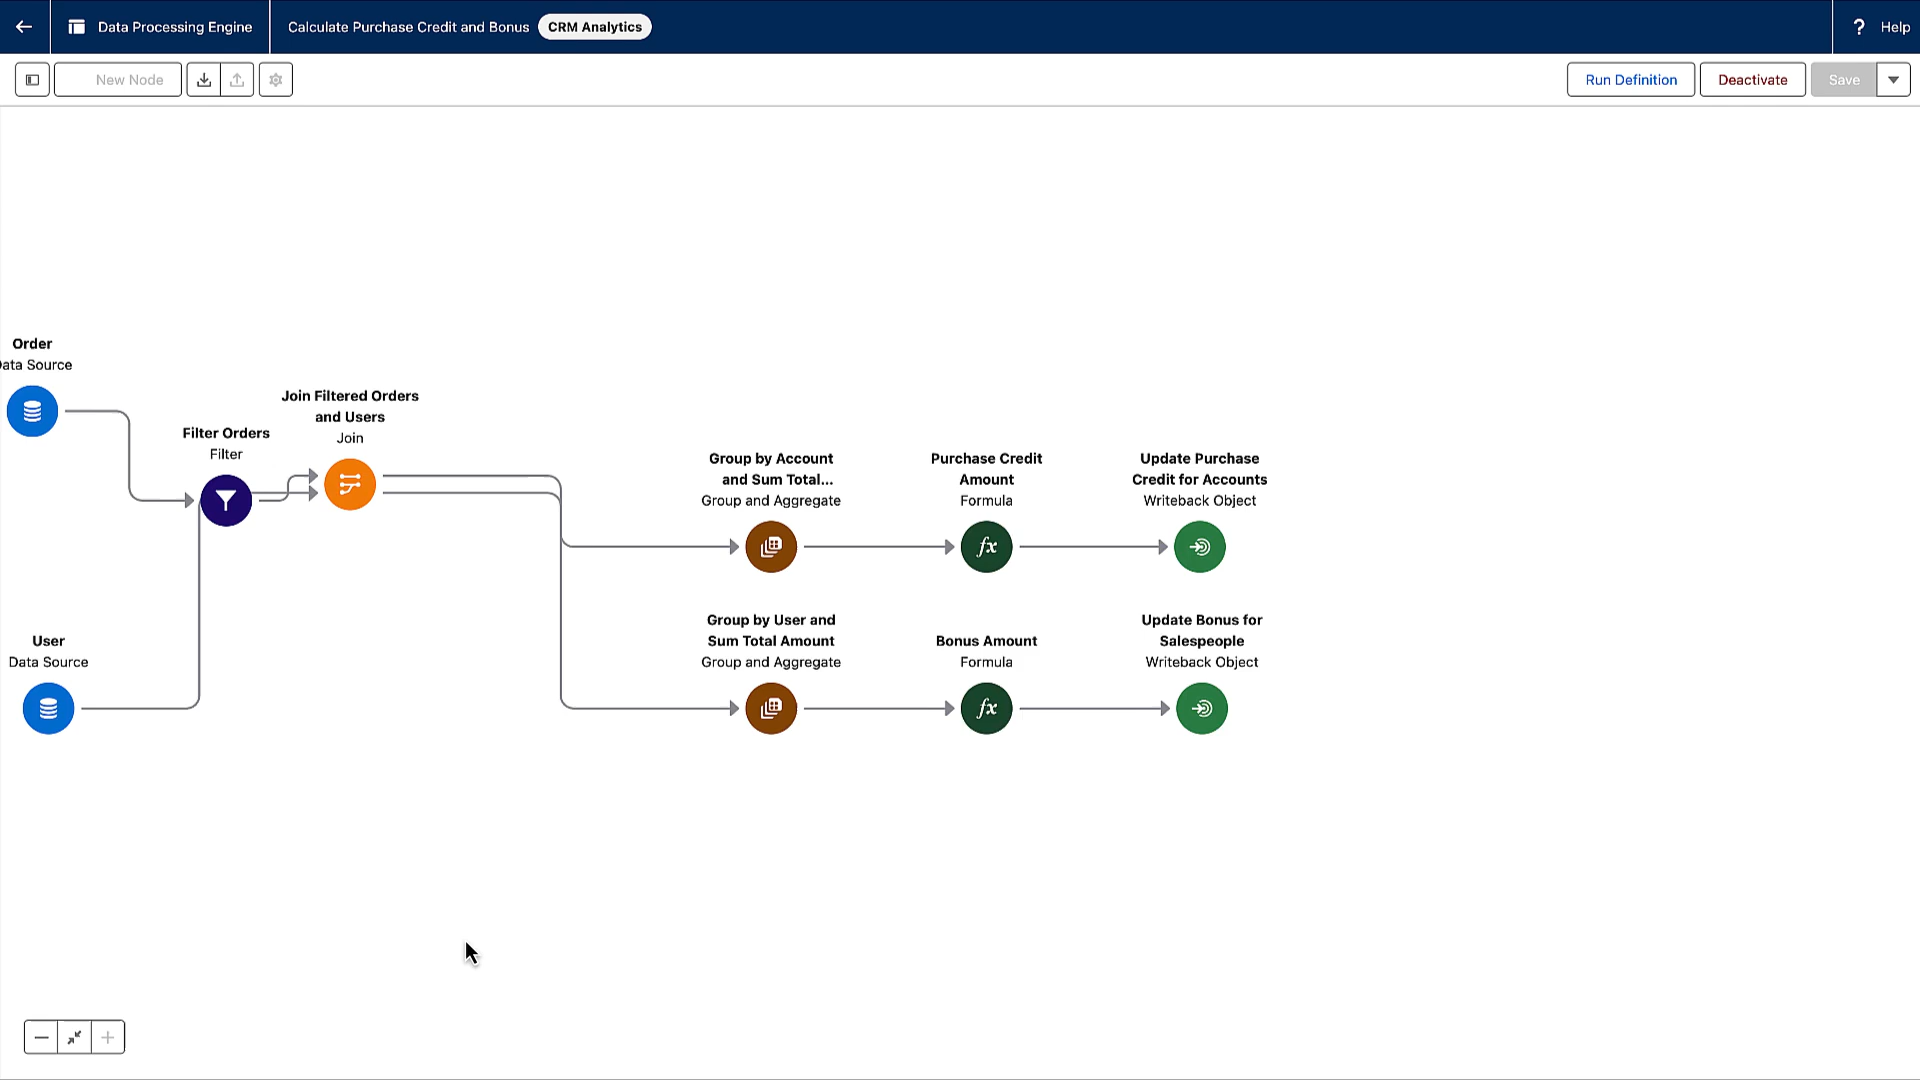 Data Processing Engine
Calculate Purchase Credit and Bonus
CRM Analytics
? Help
New Node
Run Definition
Deactivate
Save
Order
ata Source
Join Filtered Orders
and Users
Join
Filter Orders
Filter
Group by Account
and Sum Total...
Group and Aggregate
Purchase Credit
Amount
Formula
fx
Update Purchase
Credit for Accounts
Writeback Object
User
Data Source
Group by User and
Sum Total Amount
Group and Aggregate
Bonus Amount
Formula
fx
Update Bonus for
Salespeople
Writeback Object